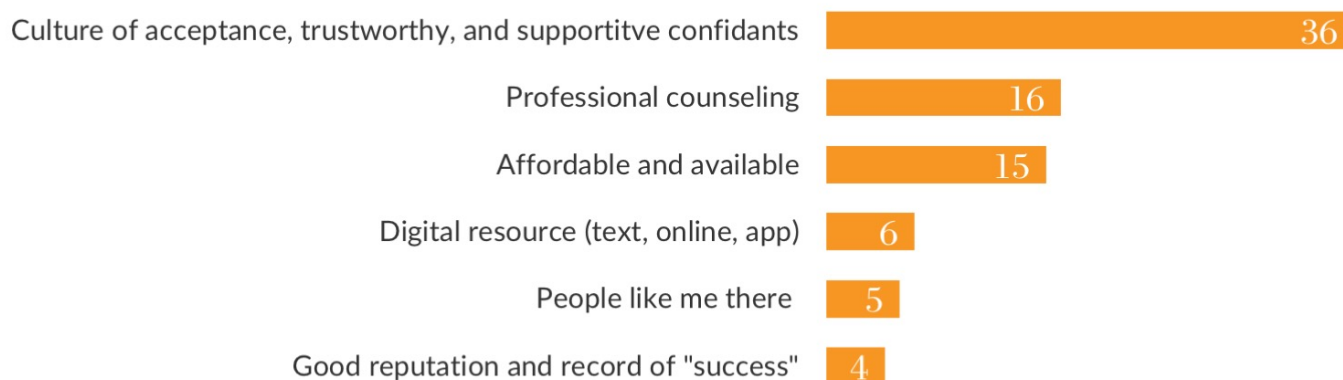 Culture of acceptance, trustworthy, and supportitve confidants 36
Professional counseling 16
Affordable and available 15
Digital resource (text, online, app) 6
People like me there 5
Good reputation and record of "success" 4